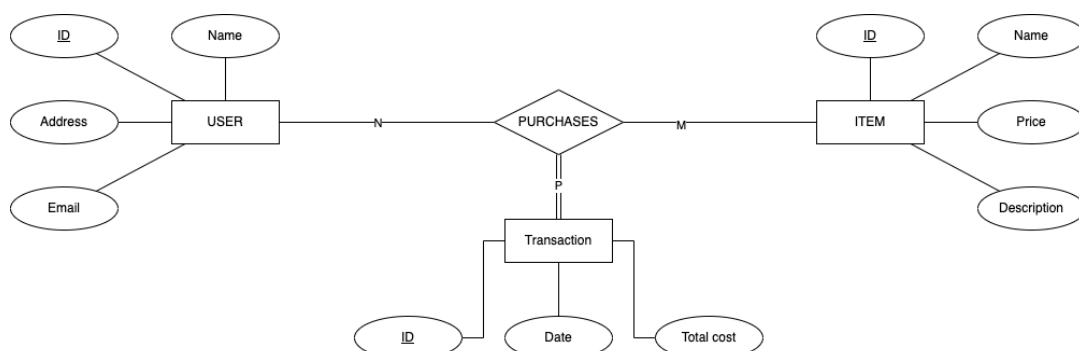 ID
Name
ID
Name
Address
USER
N
PURCHASES
M
ITEM
Price
P
Email
Description
Transaction
ID
Date
Total cost